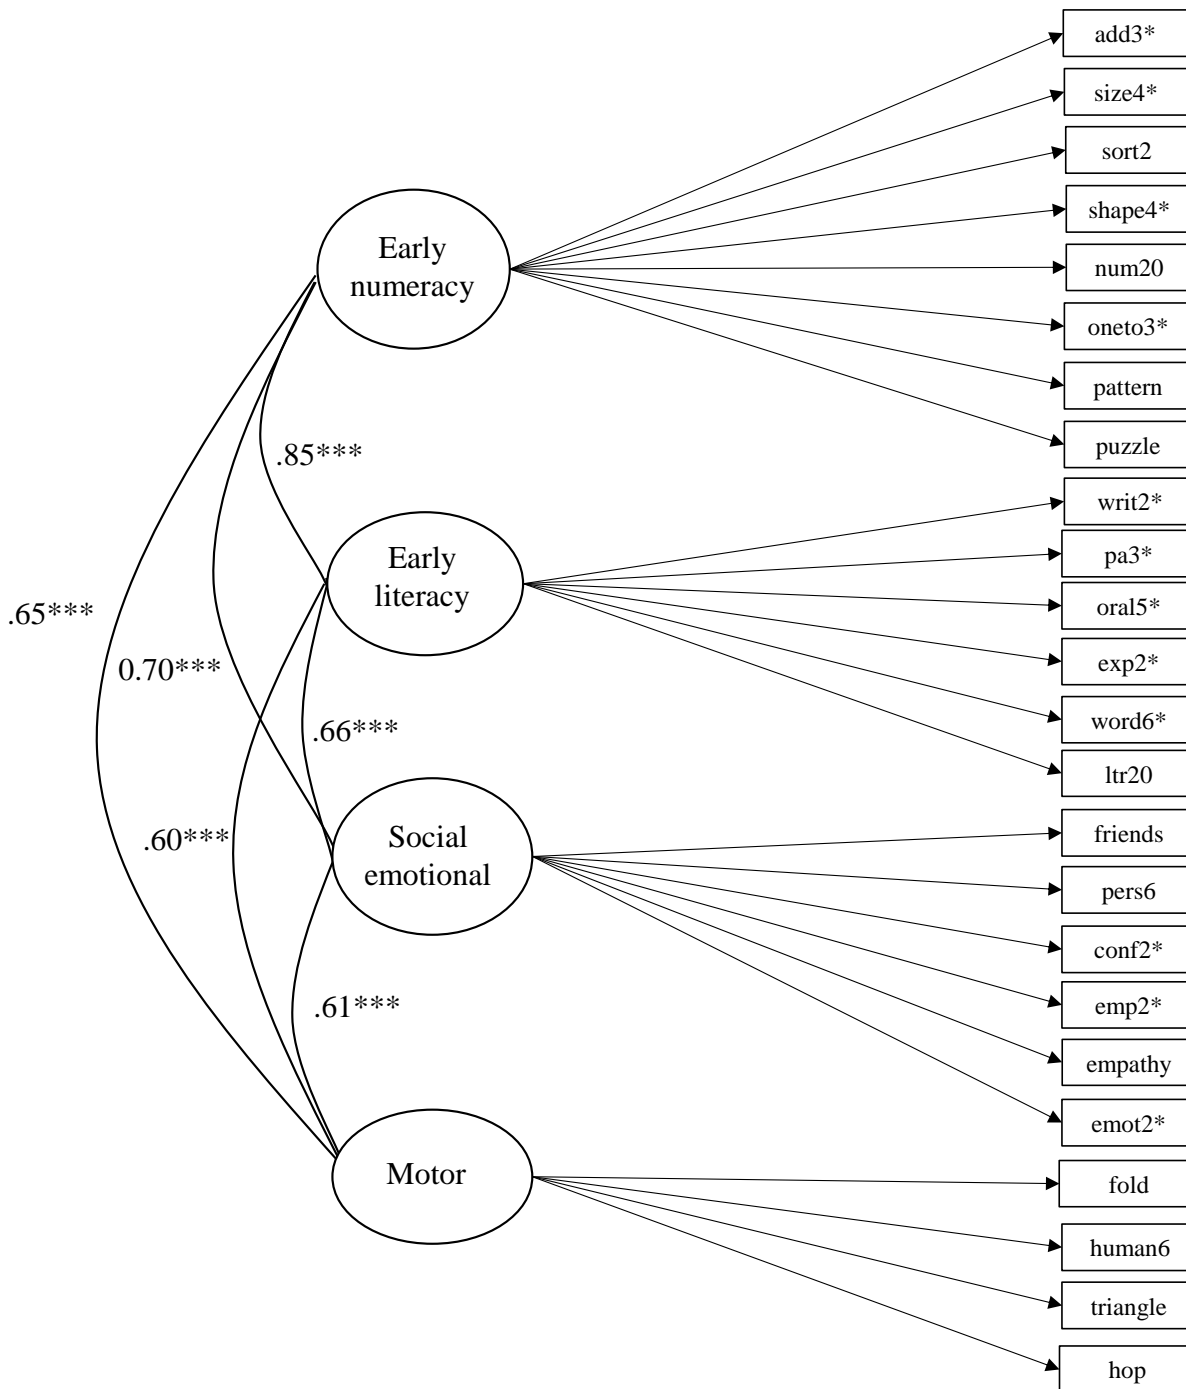 add3*
size4*
sort2
shape4*
num20
oneto3*
pattern
puzzle
writ2*
pa3*
oral5*
exp2*
word6*
ltr20
friends
pers6
conf2*
emp2*
empathy
emot2*
fold
human6
triangle
hop
Early
numeracy
Early
literacy
Social
emotional
Motor
.85***
.65***
0.70***
.66***
.60***
.61***